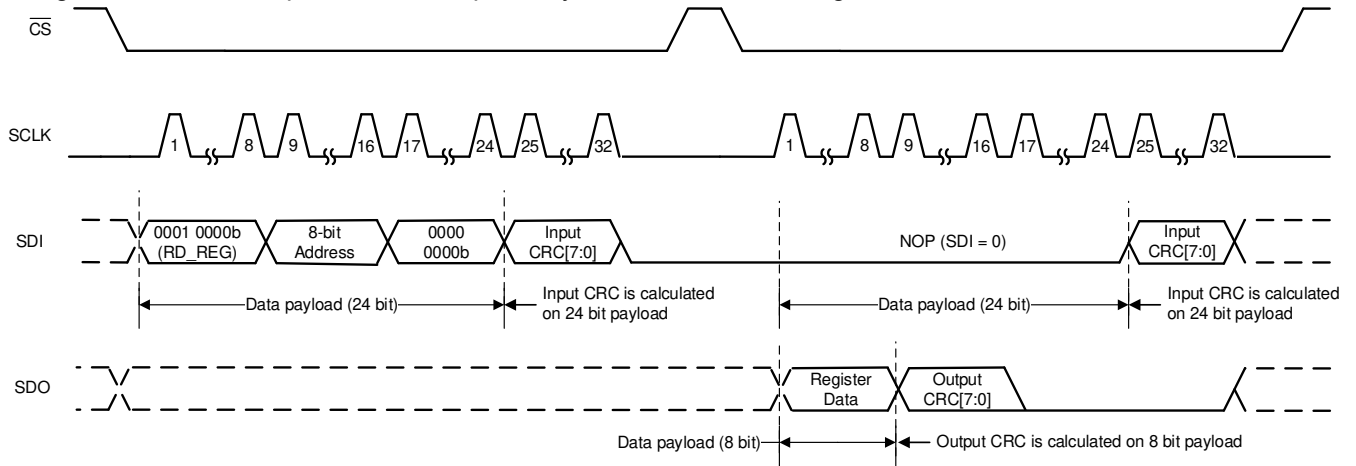 CS
SCLK
1 8 9 16 17 24 25 32 1 8 9 16 17 24 25 32
SDI
0001 0000b
(RD_REG)
8-bit
Address
0000
0000b
Input
CRC[7:0]
NOP (SDI = 0)
Input
CRC[7:0]
Data payload (24 bit)
Input CRC is calculated
on 24 bit payload
Data payload (24 bit)
Input CRC is calculated
on 24 bit payload
SDO
Register
Data
Output
CRC[7:0]
Data payload (8 bit)
Output CRC is calculated on 8 bit payload